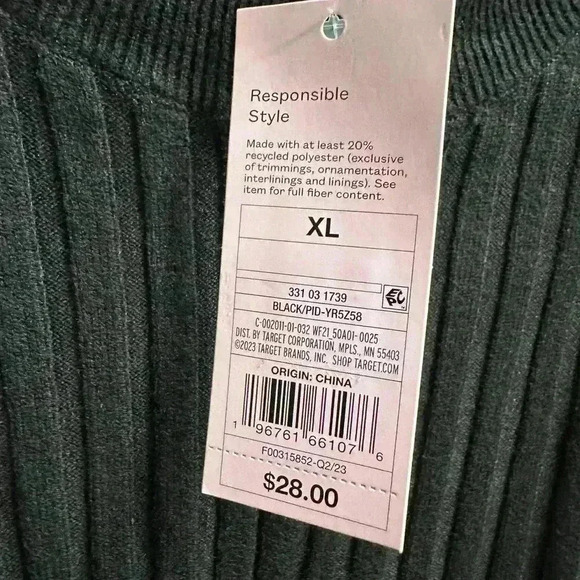 Responsible
Style
Made with at least 20%
recycled polyester (exclusive
of trimmings, ornamentation,
interlinings and linings). See
item for full fiber content.
XL
331 03 1739
BLACK/PID-YR5Z58
C-002011-01-032 WF21_50A01-0025
DIST. BY TARGET CORPORATION, MPLS., MN 55403
©2023 TARGET BRANDS, INC. SHOP TARGET.COM
ORIGIN: CHINA
1 96761 66107 6
F00315852-Q2/23
$28.00